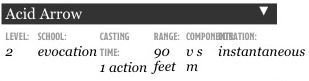 Acid Arrow
LEVEL: SCHOOL: CASTING TIME: RANGE: COMPONENTS: DURATION:
2 evocation 1 action 90 feet v s m instantaneous